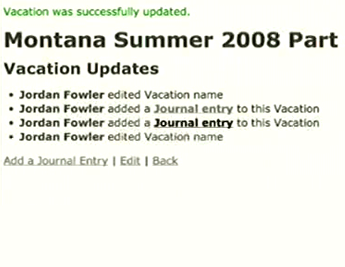 Vacation was successfully updated.
Montana Summer 2008 Part
Vacation Updates
• Jordan Fowler edited Vacation name
• Jordan Fowler added a Journal entry to this Vacation
• Jordan Fowler added a Journal entry to this Vacation
• Jordan Fowler edited Vacation name
Add a Journal Entry | Edit | Back